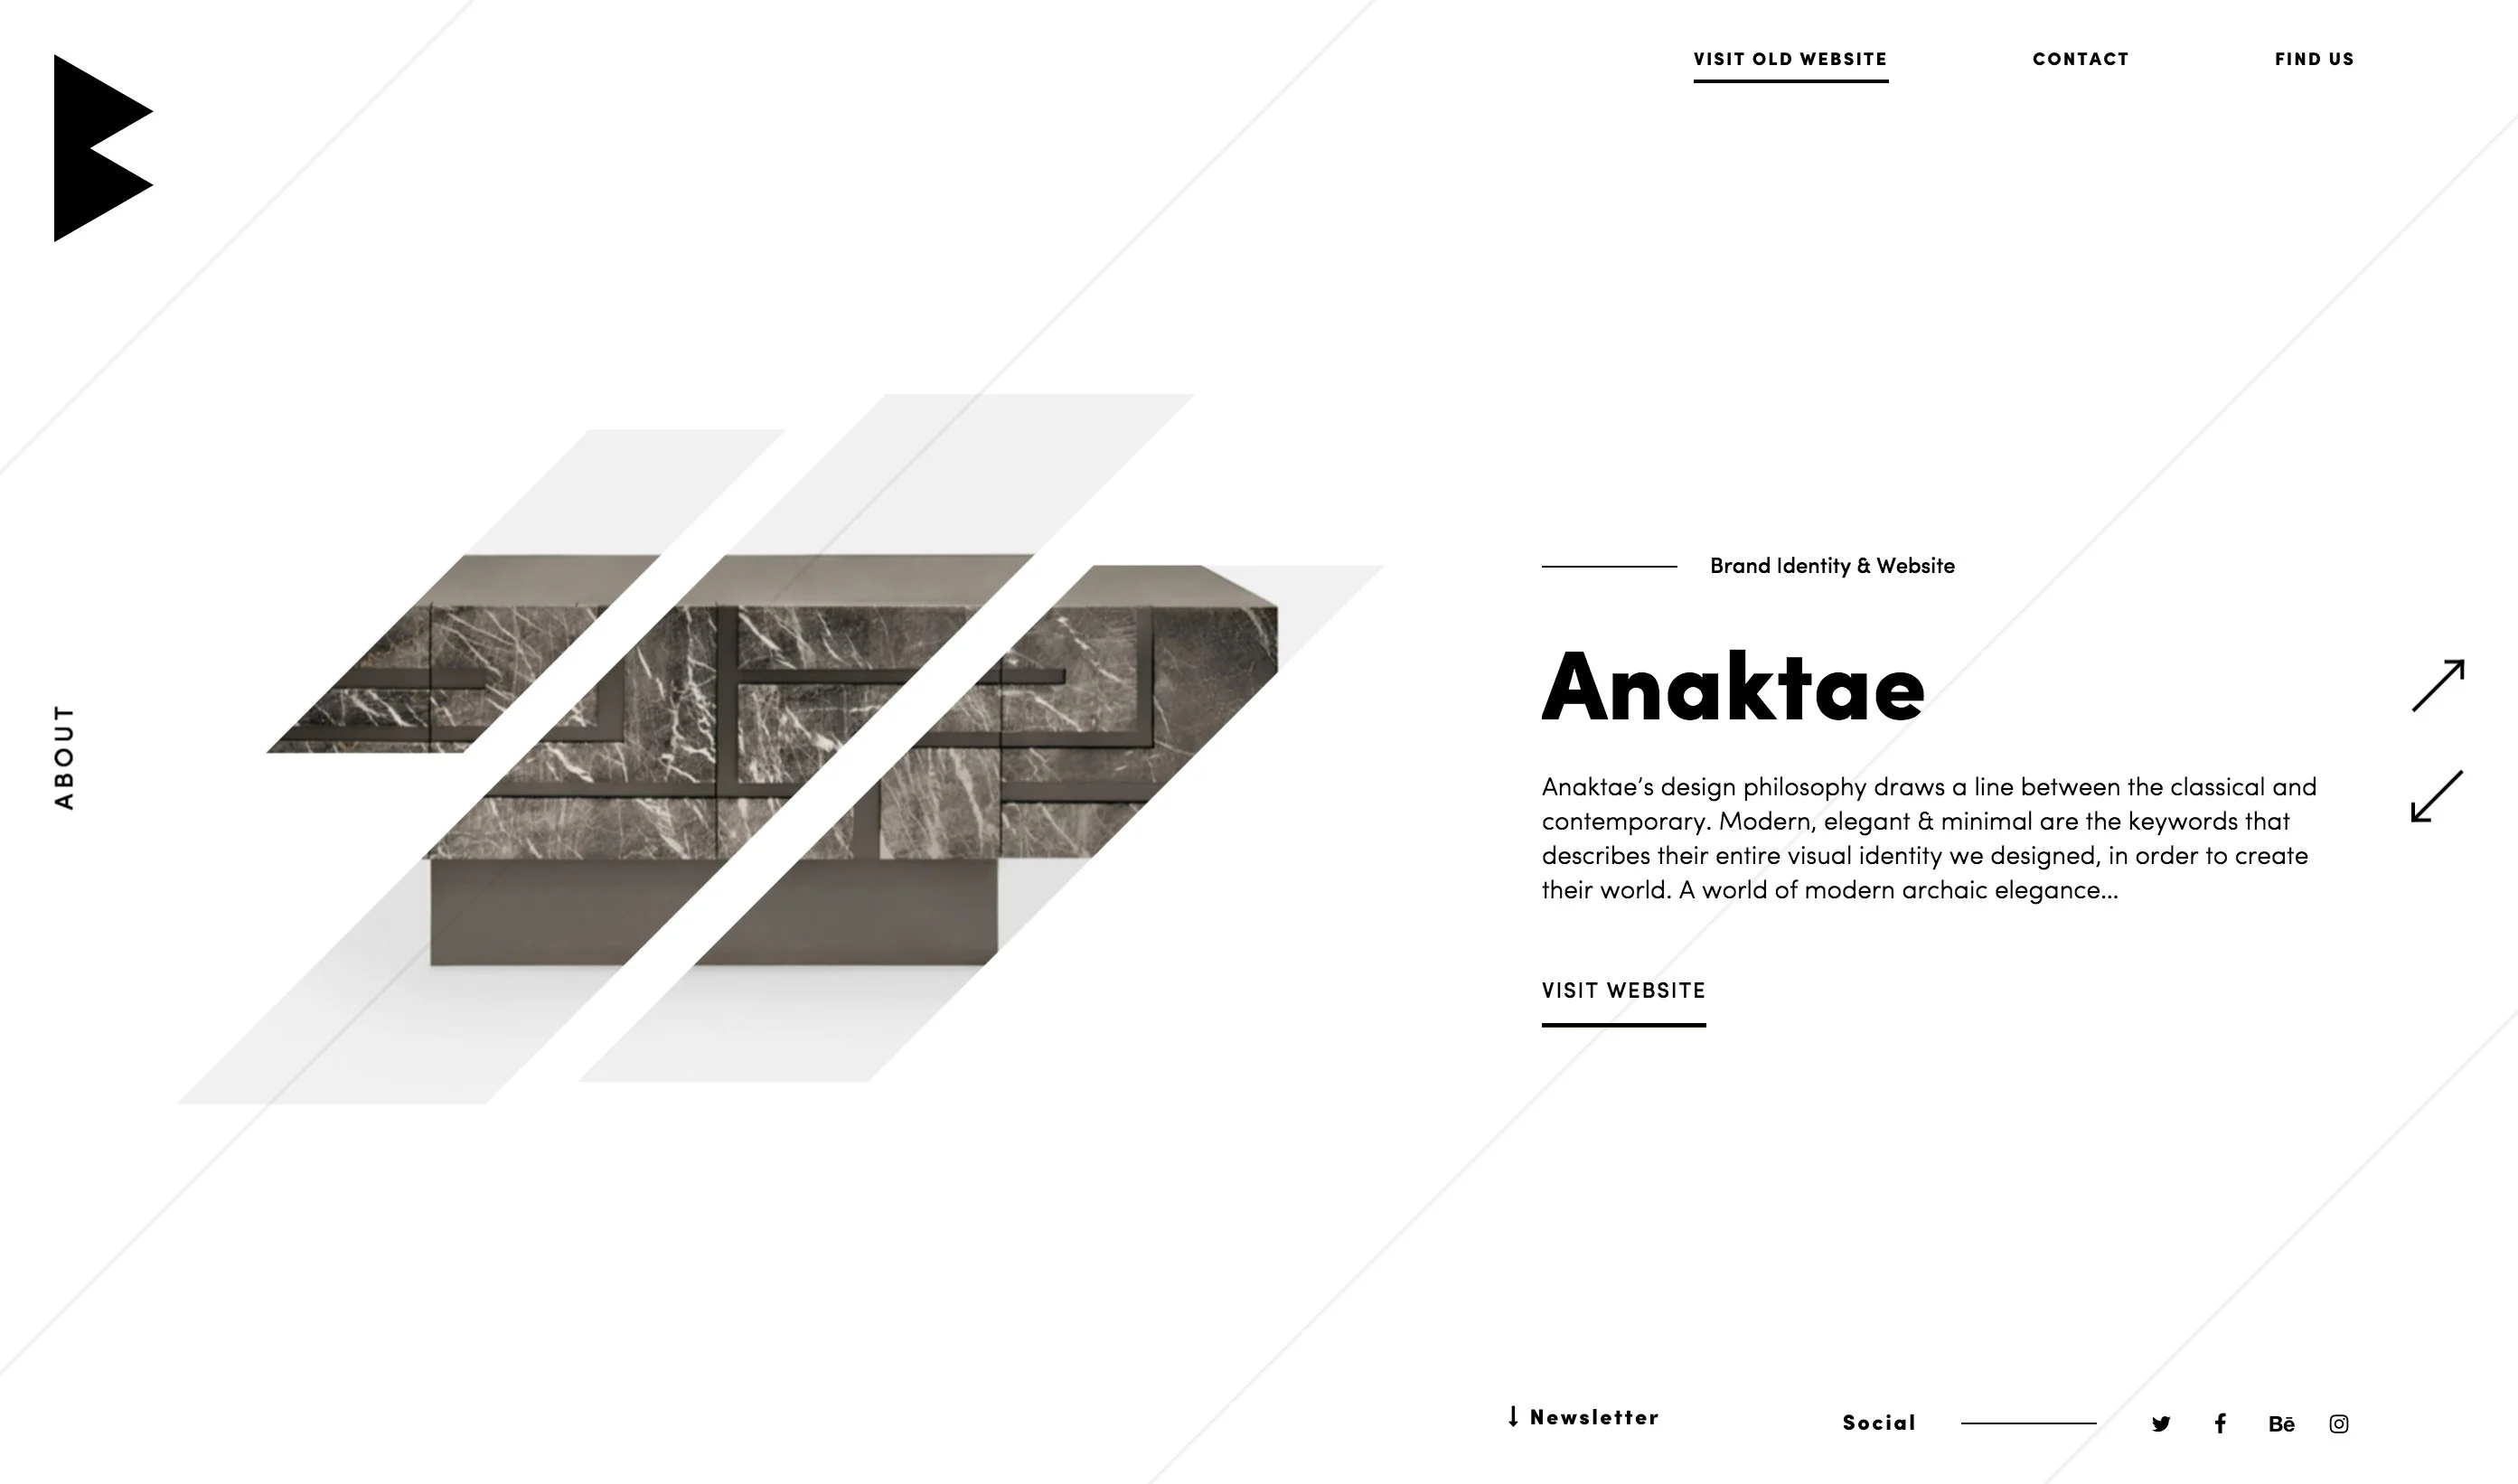 VISIT OLD WEBSITE
CONTACT
FIND US
ABOUT
Brand Identity & Website
Anaktae
Anaktae’s design philosophy draws a line between the classical and
contemporary. Modern, elegant & minimal are the keywords that
describes their entire visual identity we designed, in order to create
their world. A world of modern archaic elegance...
VISIT WEBSITE
Newsletter
Social
Bē